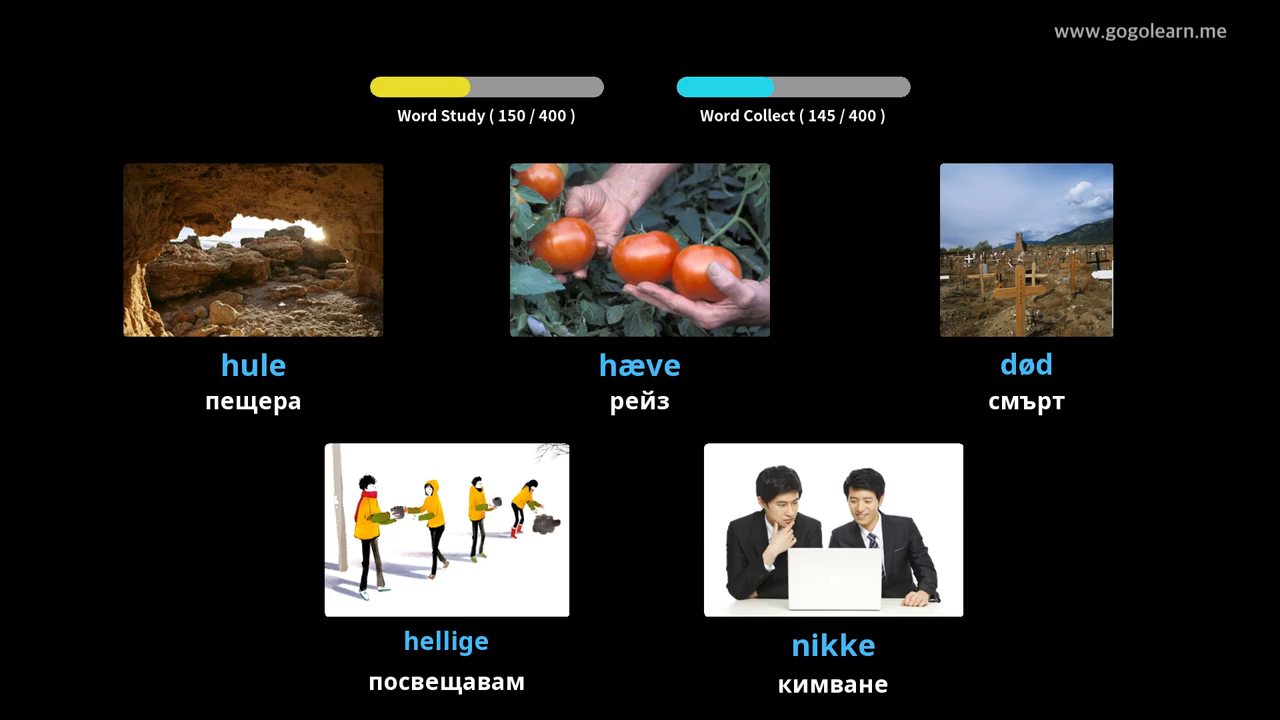 www.gogolearn.me
Word Study ( 150 / 400 )
Word Collect ( 145 / 400 )
hule
пещера
hæve
рейз
død
смърт
hellige
посвещавам
nikke
кимване